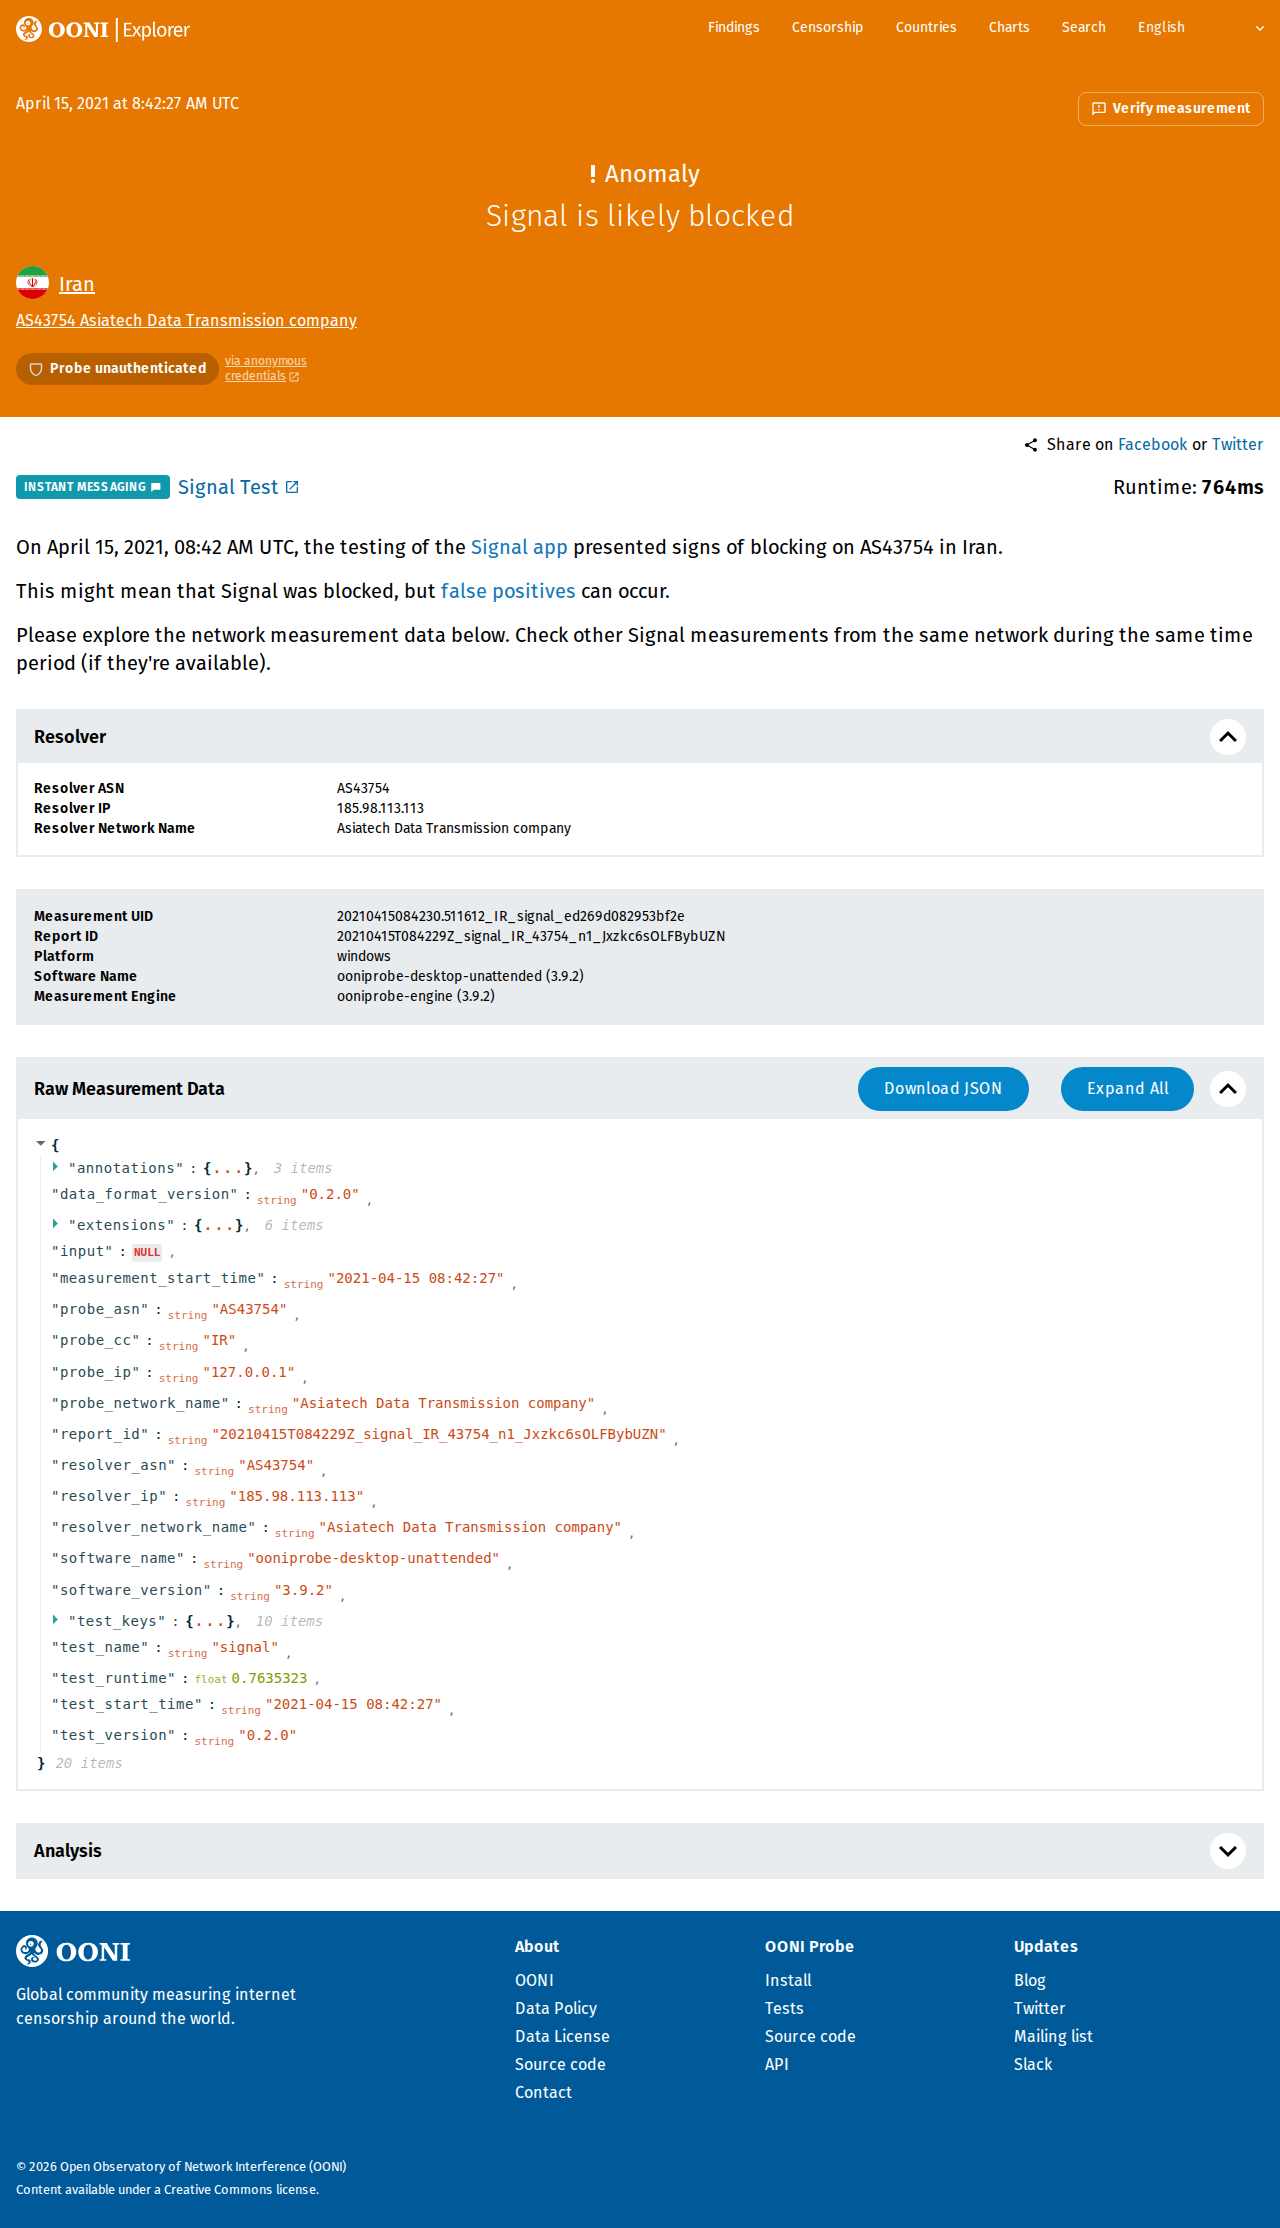 OONI Explorer
Findings Censorship Countries Charts Search English
April 15, 2021 at 8:42:27 AM UTC
Verify measurement
! Anomaly
Signal is likely blocked
Iran
AS43754 Asiatech Data Transmission company
Probe unauthenticated
via anonymous
credentials
Share on Facebook or Twitter
INSTANT MESSAGING Signal Test
Runtime: 764ms
On April 15, 2021, 08:42 AM UTC, the testing of the Signal app presented signs of blocking on AS43754 in Iran.
This might mean that Signal was blocked, but false positives can occur.
Please explore the network measurement data below. Check other Signal measurements from the same network during the same time
period (if they're available).
Resolver
Resolver ASN AS43754
Resolver IP 185.98.113.113
Resolver Network Name Asiatech Data Transmission company
Measurement UID 20210415084230.511612_IR_signal_ed269d082953bf2e
Report ID 20210415T084229Z_signal_IR_43754_n1_Jxzkc6sOLFBybUZN
Platform windows
Software Name ooniprobe-desktop-unattended (3.9.2)
Measurement Engine ooniprobe-engine (3.9.2)
Raw Measurement Data
Download JSON
Expand All
{
"annotations" : {...}, 3 items
"data_format_version" : string "0.2.0" ,
"extensions" : {...}, 6 items
"input" : NULL ,
"measurement_start_time" : string "2021-04-15 08:42:27" ,
"probe_asn" : string "AS43754" ,
"probe_cc" : string "IR" ,
"probe_ip" : string "127.0.0.1" ,
"probe_network_name" : string "Asiatech Data Transmission company" ,
"report_id" : string "20210415T084229Z_signal_IR_43754_n1_Jxzkc6sOLFBybUZN" ,
"resolver_asn" : string "AS43754" ,
"resolver_ip" : string "185.98.113.113" ,
"resolver_network_name" : string "Asiatech Data Transmission company" ,
"software_name" : string "ooniprobe-desktop-unattended" ,
"software_version" : string "3.9.2" ,
"test_keys" : {...}, 10 items
"test_name" : string "signal" ,
"test_runtime" : float 0.7635323 ,
"test_start_time" : string "2021-04-15 08:42:27" ,
"test_version" : string "0.2.0"
} 20 items
Analysis
OONI
Global community measuring internet
censorship around the world.
About
OONI
Data Policy
Data License
Source code
Contact
OONI Probe
Install
Tests
Source code
API
Updates
Blog
Twitter
Mailing list
Slack
© 2026 Open Observatory of Network Interference (OONI)
Content available under a Creative Commons license.